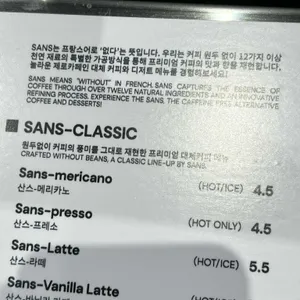 SANS는 프랑스어로 '없다'는 뜻입니다. 우리는 커피 원두 없이 12가지 이상
천연 재료의 특별한 가공방식을 통해 프리미엄 커피의 맛과 향을 재현합니다.
놀라운 제로카페인 대체 커피와 디저트 메뉴를 경험하세요!
SANS MEANS "WITHOUT" IN FRENCH. SANS CAPTURES THE ESSENCE OF
COFFEE THROUGH OVER TWELVE NATURAL INGREDIENTS AND AN INNOVATIVE
REFINING PROCESS. EXPERIENCE THE SANS, THE CAFFEINE FREE ALTERNATIVE
COFFEE AND DESSERTS!
SANS-CLASSIC
원두없이 커피의 풍미를 그대로 재현한 프리미엄 대체커피 메뉴
CRAFTED WITHOUT BEANS, A CLASSIC LINE-UP BY SANS.
Sans-mericano (HOT/ICE) 4.5
산스-메리카노
Sans-presso (HOT ONLY) 4.5
산스-프레소
Sans-Latte (HOT/ICE) 5.5
산스-라떼
Sans-Vanilla Latte (HOT/ICE)